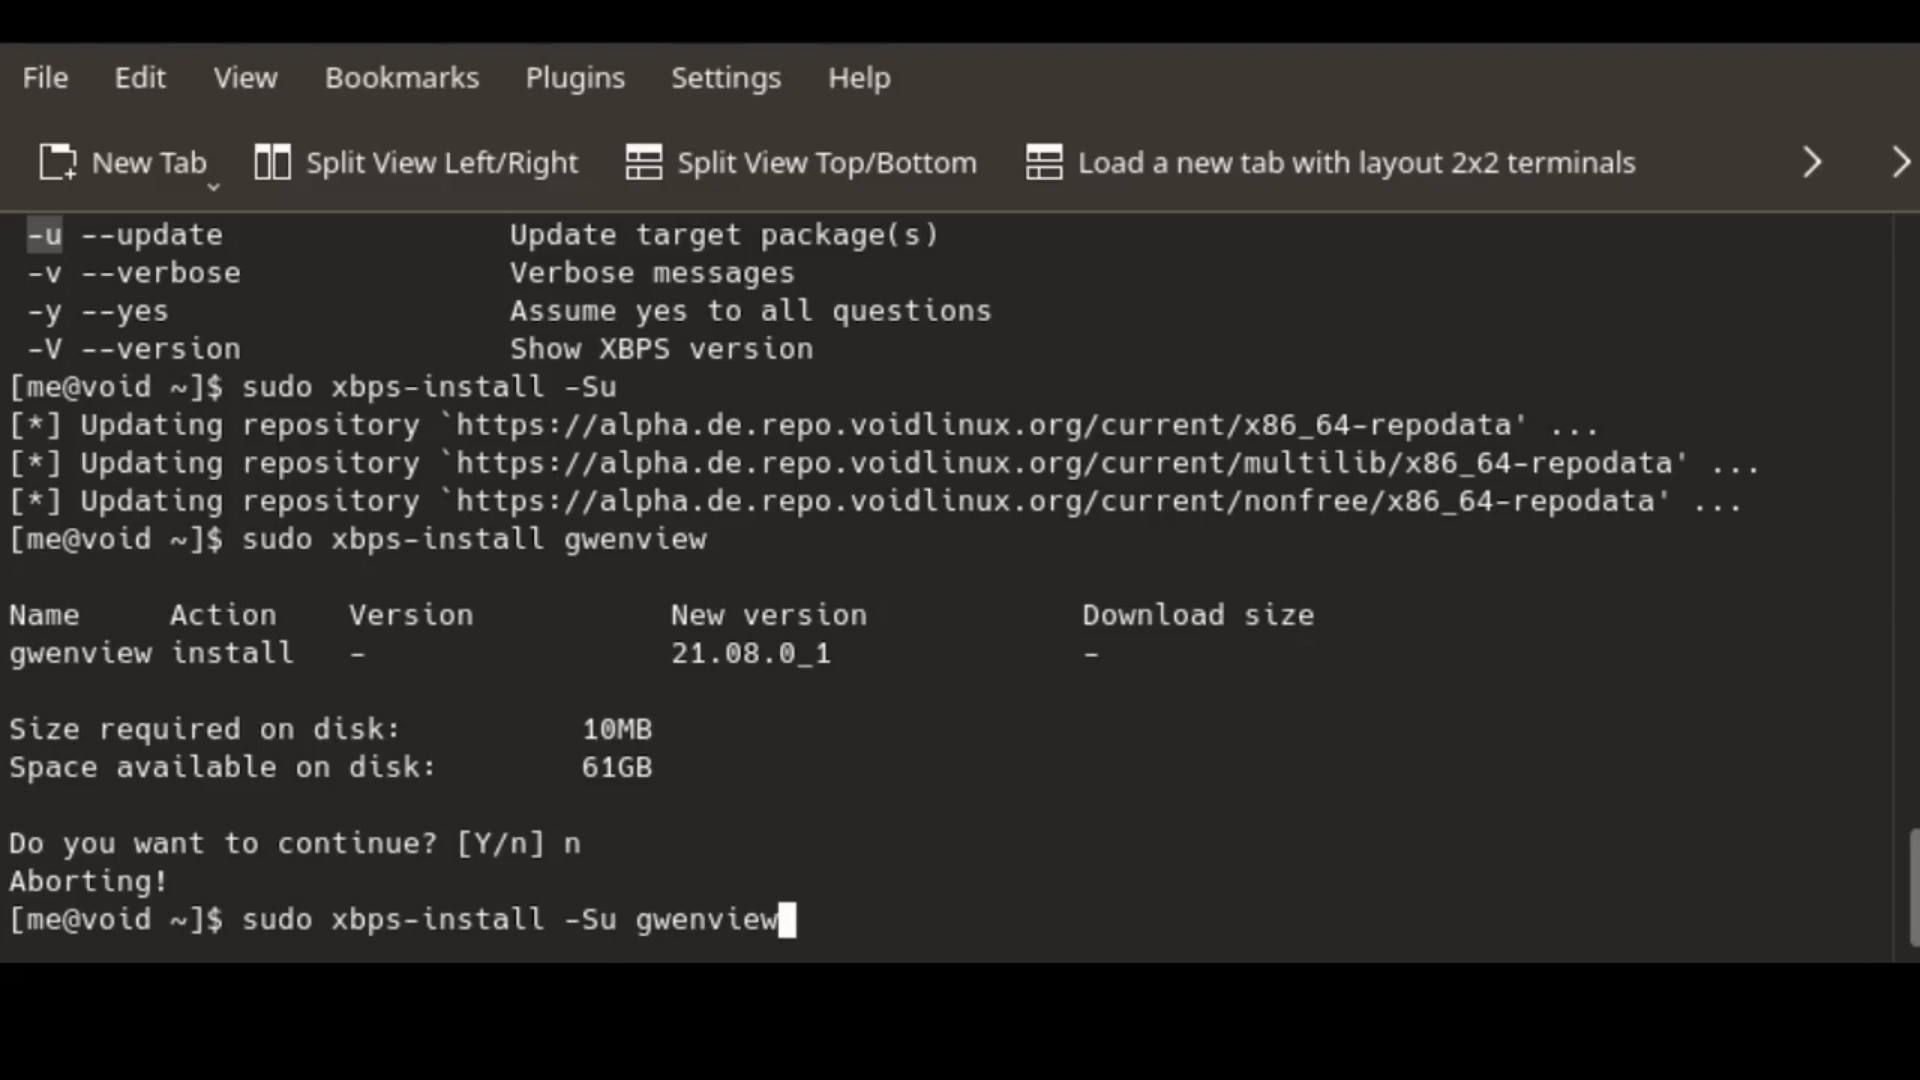 File Edit View Bookmarks Plugins Settings Help
New Tab Split View Left/Right Split View Top/Bottom Load a new tab with layout 2x2 terminals
-u --update Update target package(s)
-v --verbose Verbose messages
-y --yes Assume yes to all questions
-V --version Show XBPS version
[me@void ~]$ sudo xbps-install -Su
[*] Updating repository `https://alpha.de.repo.voidlinux.org/current/x86_64-repodata' ...
[*] Updating repository `https://alpha.de.repo.voidlinux.org/current/multilib/x86_64-repodata' ...
[*] Updating repository `https://alpha.de.repo.voidlinux.org/current/nonfree/x86_64-repodata' ...
[me@void ~]$ sudo xbps-install gwenview
Name Action Version New version Download size
gwenview install - 21.08.0_1 -
Size required on disk: 10MB
Space available on disk: 61GB
Do you want to continue? [Y/n] n
Aborting!
[me@void ~]$ sudo xbps-install -Su gwenview